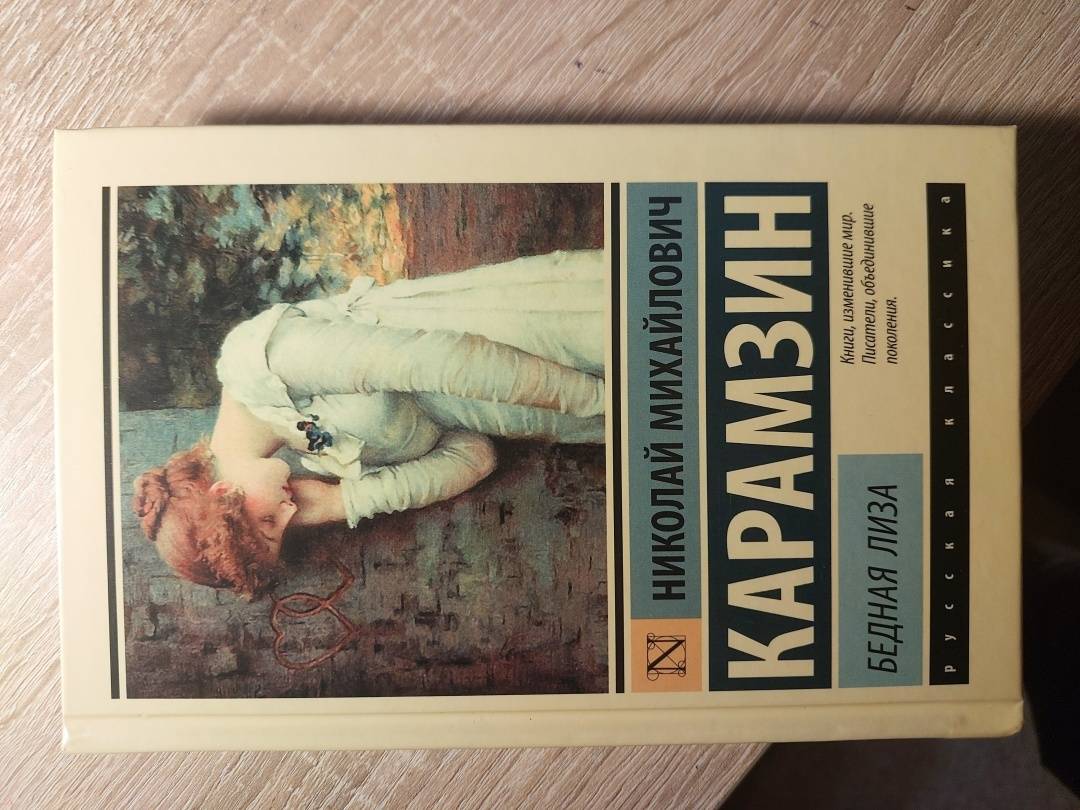 НИКОЛАЙ МИХАЙЛОВИЧ
КАРАМЗИН
Книги, изменившие мир.
Писатели, объединившие
поколения.
БЕДНАЯ ЛИЗА
русская классика